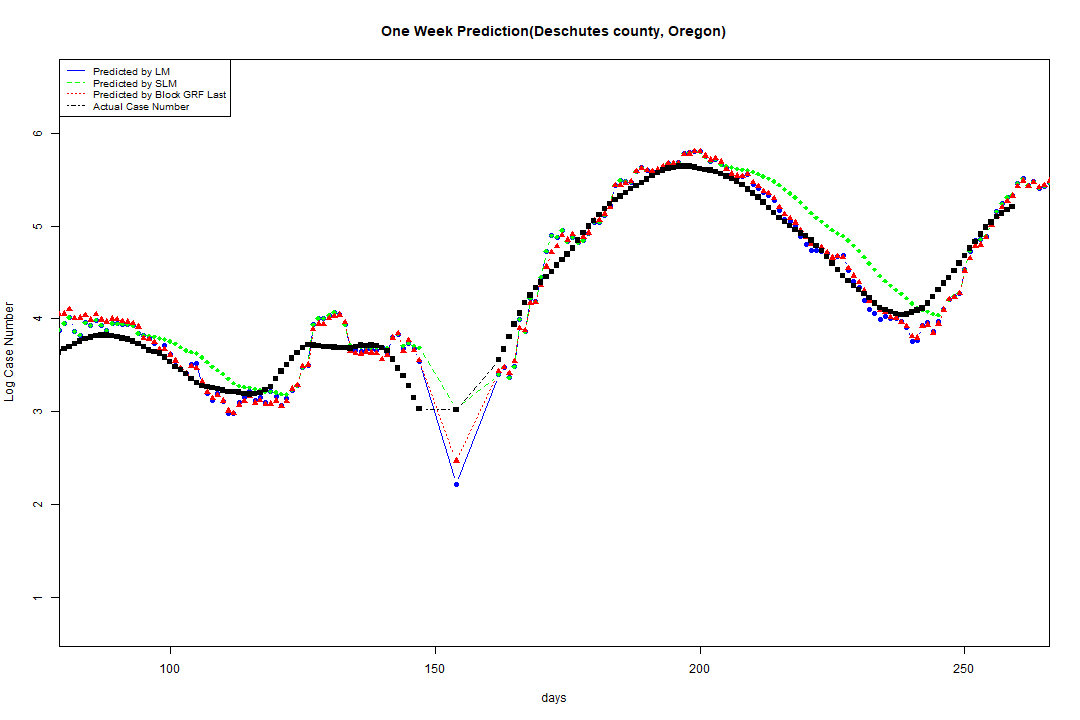 One Week Prediction(Deschutes county, Oregon)
Predicted by LM
Predicted by SLM
Predicted by Block GRF Last
Actual Case Number
6
5
4
3
2
1
Log Case Number
100 150 200 250
days